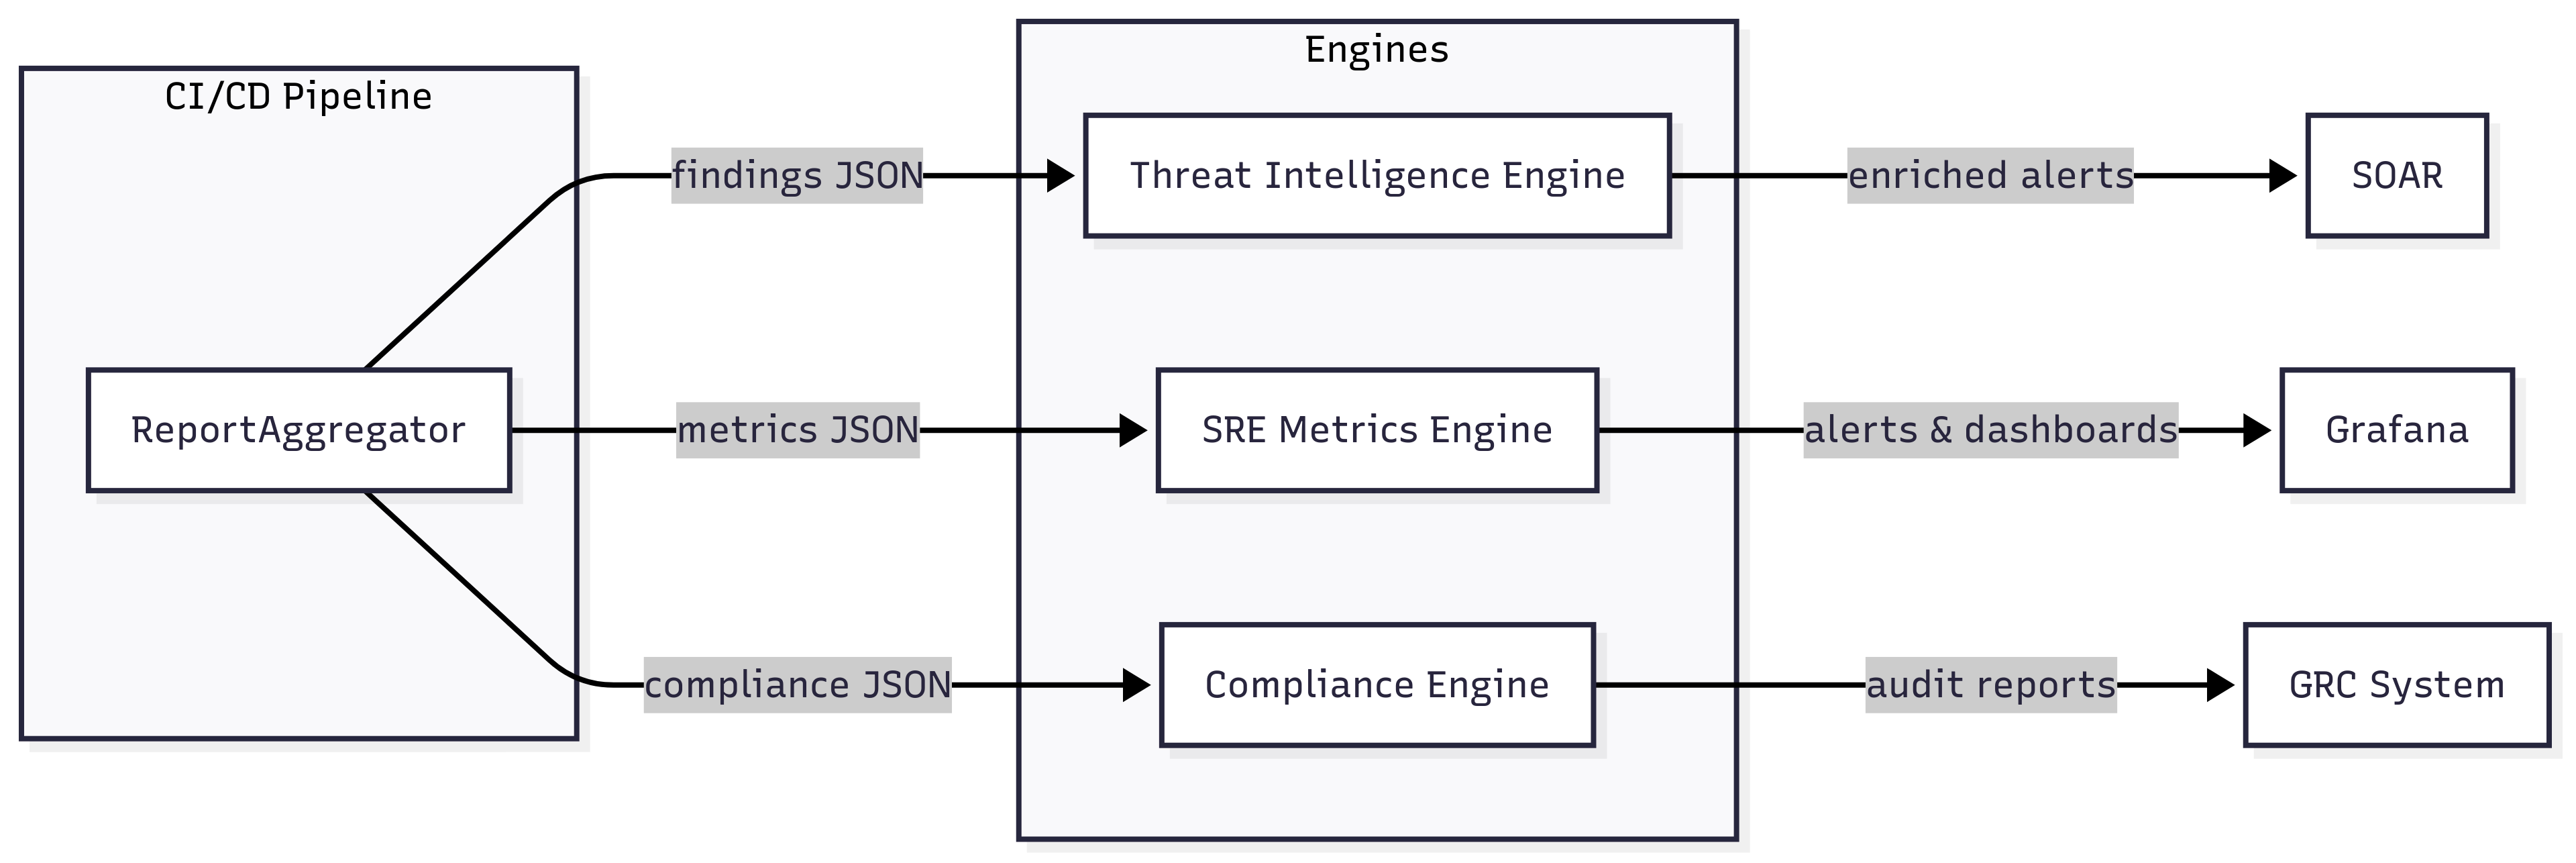 Engines
CI/CD Pipeline
findings JSON
Threat Intelligence Engine
enriched alerts
SOAR
ReportAggregator
metrics JSON
SRE Metrics Engine
alerts & dashboards
Grafana
compliance JSON
Compliance Engine
audit reports
GRC System